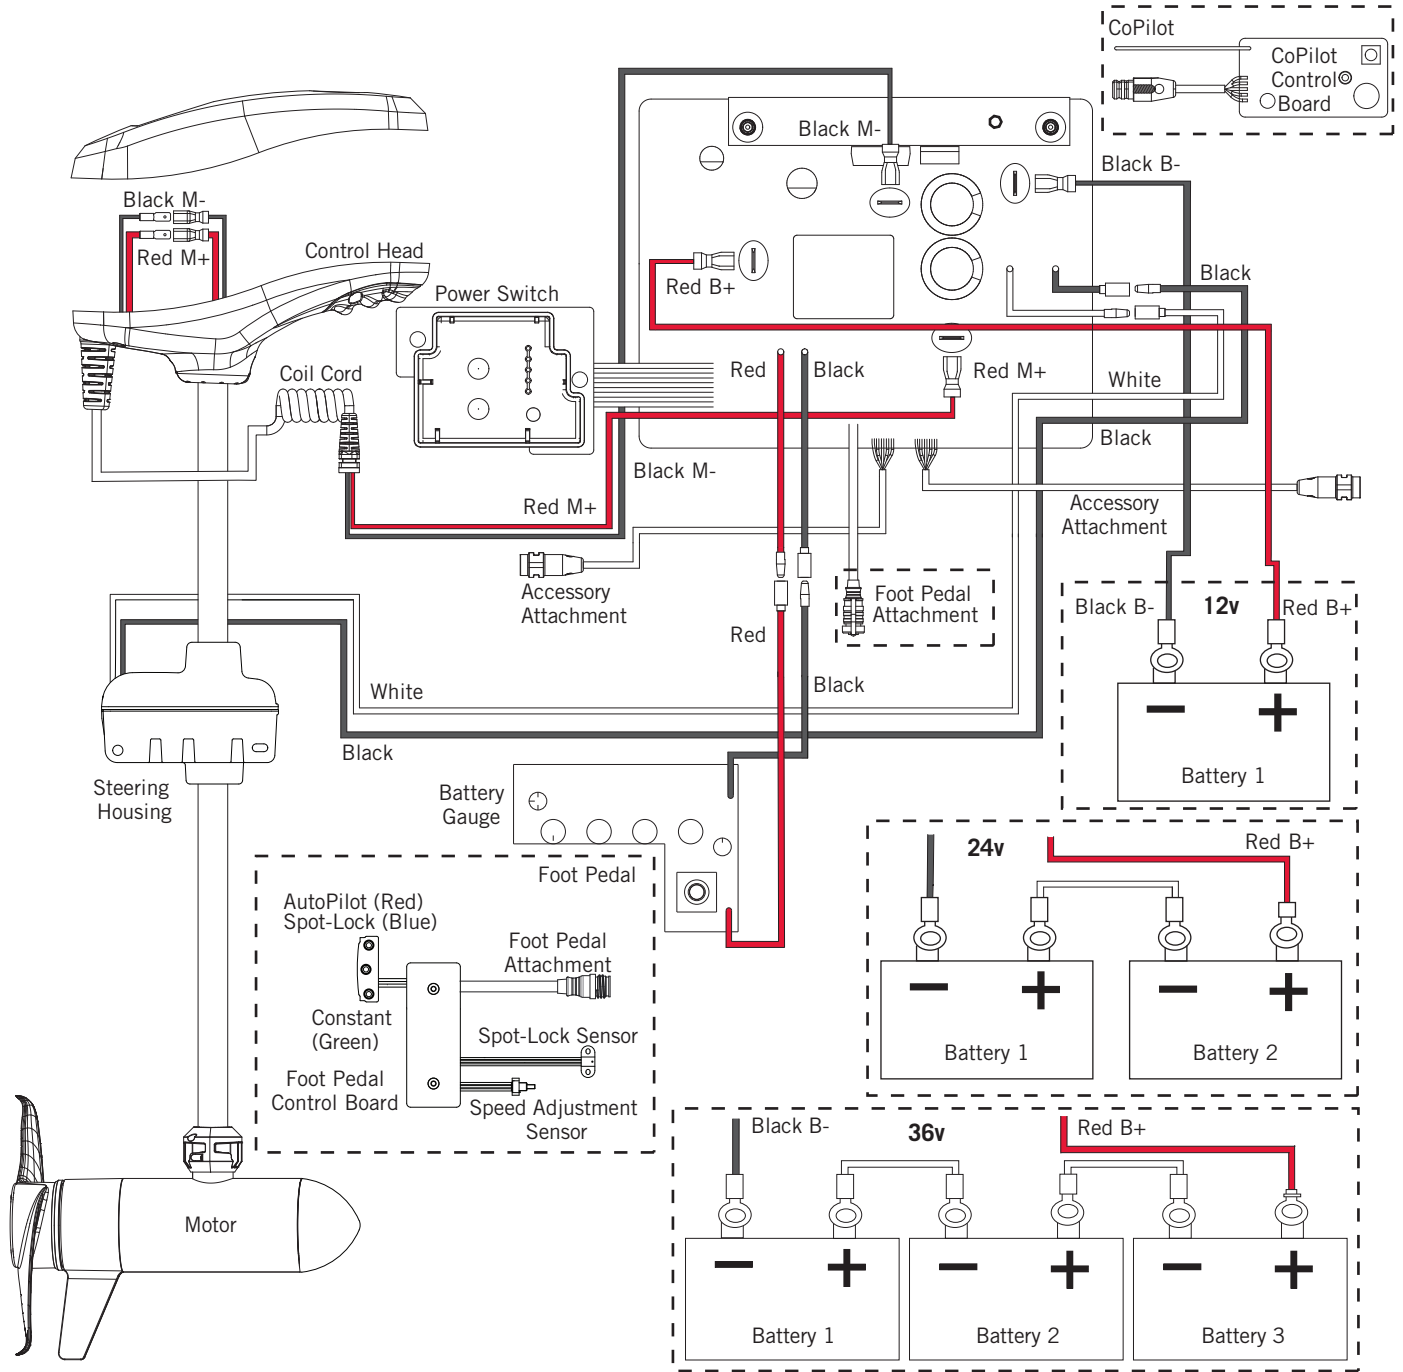 CoPilot
CoPilot
Control
Board
Black M-
Black B-
Black M-
Red M+
Control Head
Red B+
Black
Power Switch
Coil Cord
Red
Black
Red M+
White
Black
Black M-
Red M+
Accessory
Attachment
Accessory
Attachment
Foot Pedal
Attachment
Black B-
12v
Red B+
Red
White
Black
Black
Battery 1
Steering
Housing
Battery
Gauge
Foot Pedal
24v
Red B+
AutoPilot (Red)
Spot-Lock (Blue)
Foot Pedal
Attachment
Constant
(Green)
Spot-Lock Sensor
Foot Pedal
Control Board
Speed Adjustment
Sensor
Battery 1
Battery 2
Black B-
36v
Red B+
Motor
Battery 1
Battery 2
Battery 3